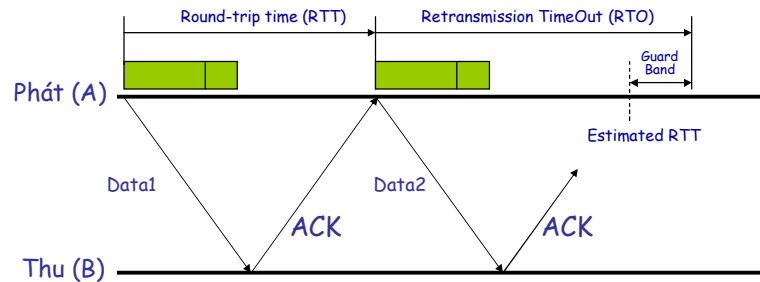 Round-trip time (RTT)
Retransmission TimeOut (RTO)
Guard
Band
Phát (A)
Estimated RTT
Data1
Data2
ACK
ACK
Thu (B)